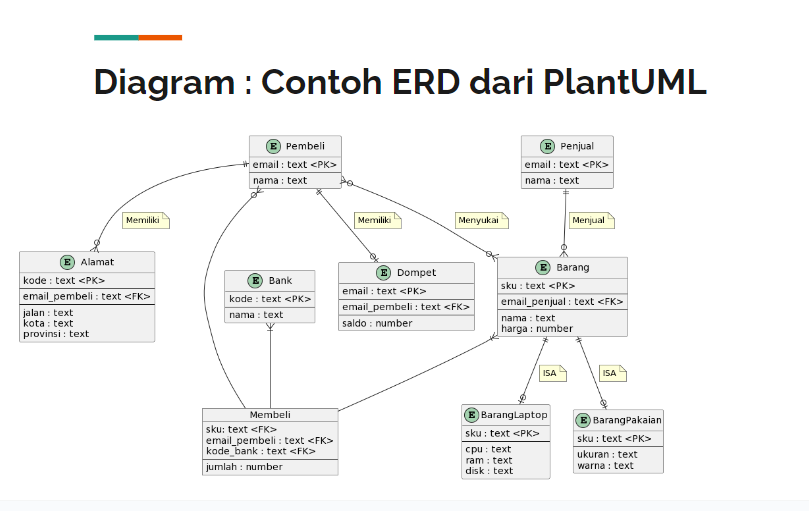 Diagram : Contoh ERD dari PlantUML
E Pembeli
email : text <PK>
nama : text
E Penjual
email : text <PK>
nama : text
Memiliki
Memiliki
Menyukai
Menjual
E Alamat
kode : text <PK>
email_pembeli : text <FK>
jalan : text
kota : text
provinsi : text
E Bank
kode : text <PK>
nama : text
E Dompet
email : text <PK>
email_pembeli : text <FK>
saldo : number
E Barang
sku : text <PK>
email_penjual : text <FK>
nama : text
harga : number
ISA
ISA
Membeli
sku: text <FK>
email_pembeli : text <FK>
kode_bank : text <FK>
jumlah : number
E BarangLaptop
sku : text <PK>
cpu : text
ram : text
disk : text
E BarangPakaian
sku : text <PK>
ukuran : text
warna : text